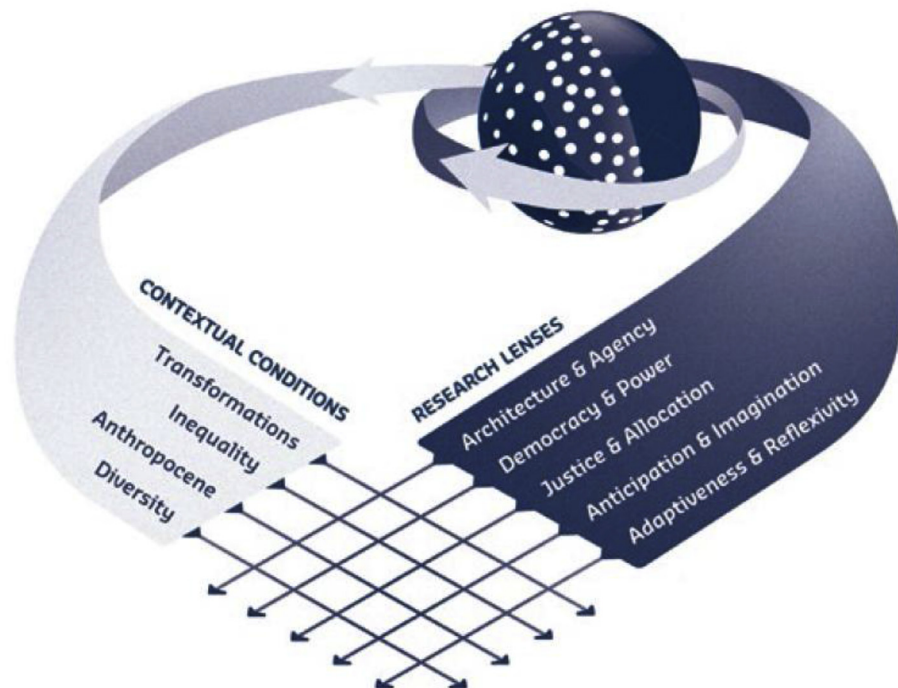 CONTEXTUAL CONDITIONS
Transformations
Inequality
Anthropocene
Diversity
RESEARCH LENSES
Architecture & Agency
Democracy & Power
Justice & Allocation
Anticipation & Imagination
Adaptiveness & Reflexivity